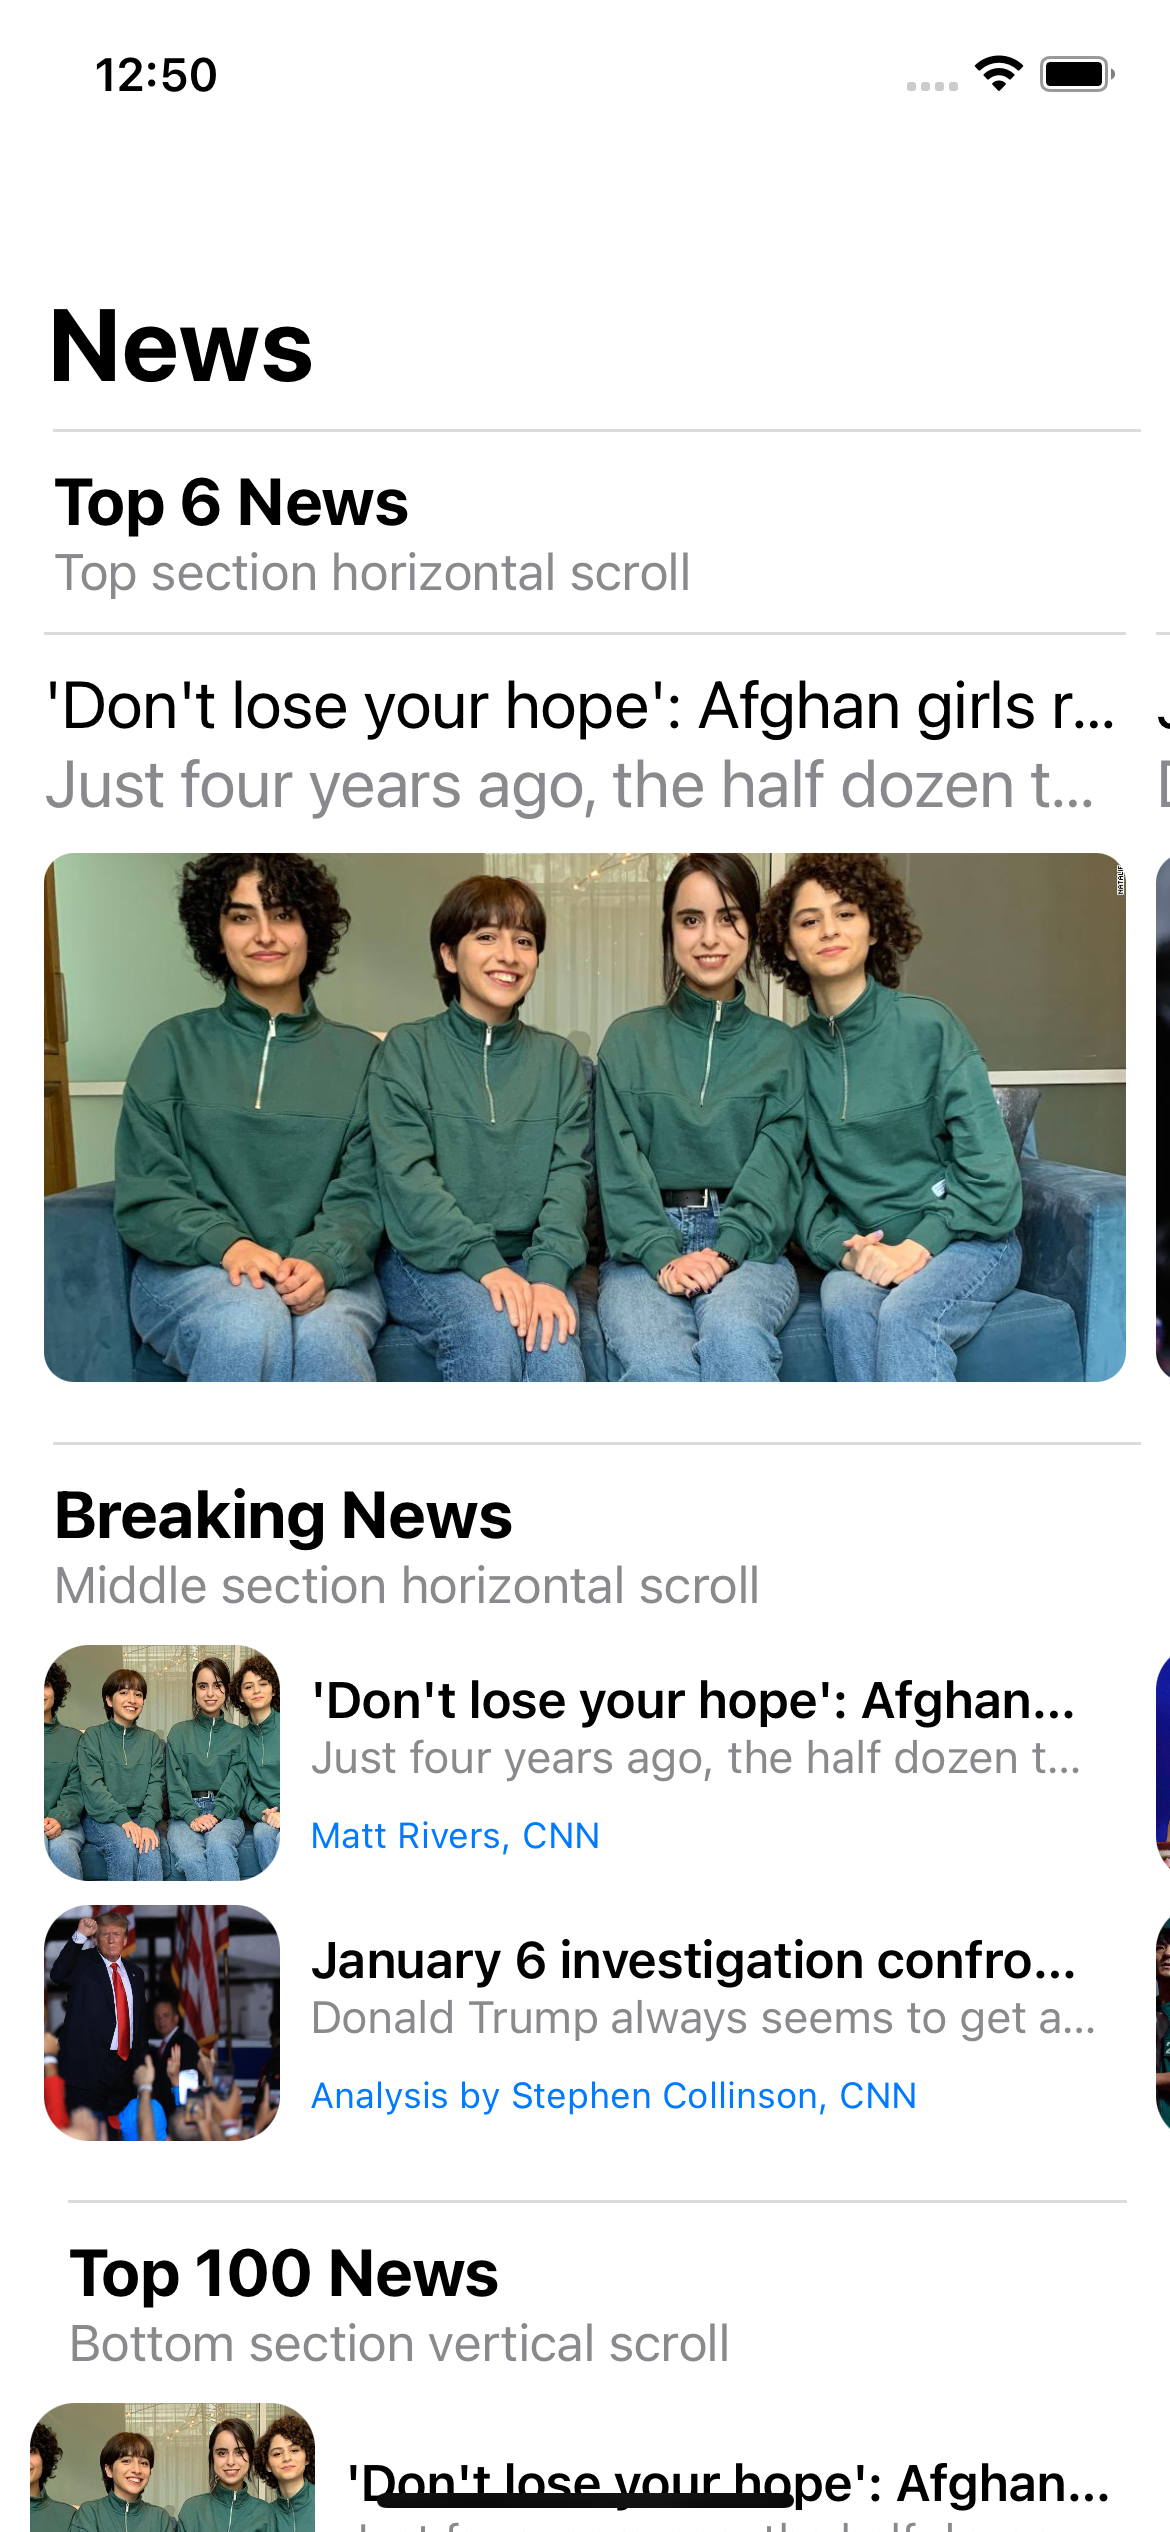 12:50
News
Top 6 News
Top section horizontal scroll
'Don't lose your hope': Afghan girls r...
Just four years ago, the half dozen t...
Breaking News
Middle section horizontal scroll
'Don't lose your hope': Afghan...
Just four years ago, the half dozen t...
Matt Rivers, CNN
January 6 investigation confro...
Donald Trump always seems to get a...
Analysis by Stephen Collinson, CNN
Top 100 News
Bottom section vertical scroll
'Don't lose your hope': Afghan...